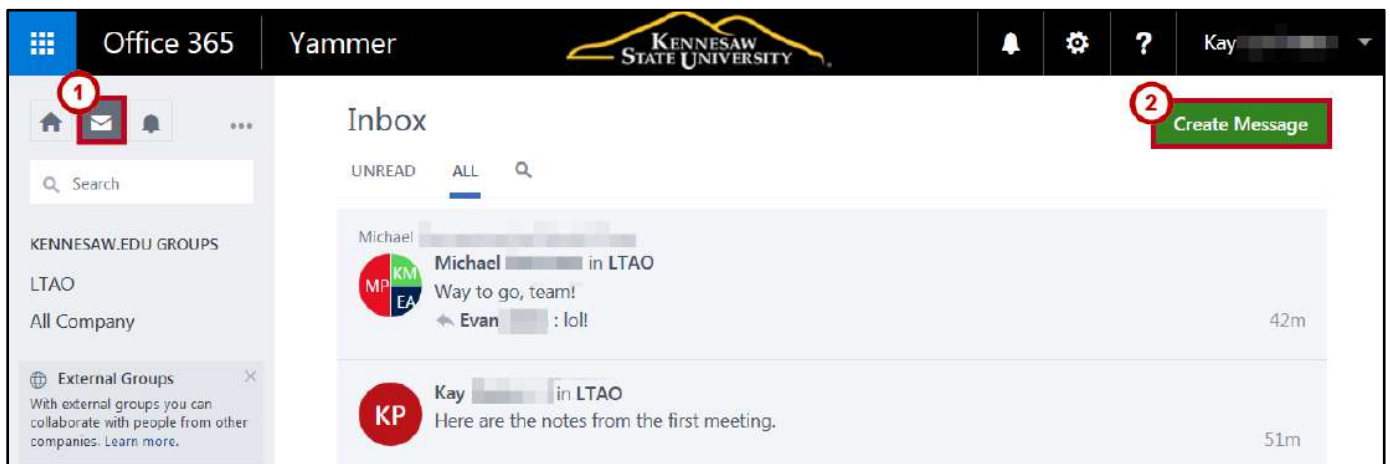 Office 365
Yammer
KENNESAW
STATE UNIVERSITY
?
Kay
1
2
Inbox
Create Message
Search
UNREAD ALL
KENNESAW.EDU GROUPS
LTAO
All Company
External Groups
With external groups you can
collaborate with people from other
companies. Learn more.
Michael
MP KM EA
Michael in LTAO
Way to go, team!
Evan : lol!
42m
KP
Kay in LTAO
Here are the notes from the first meeting.
51m